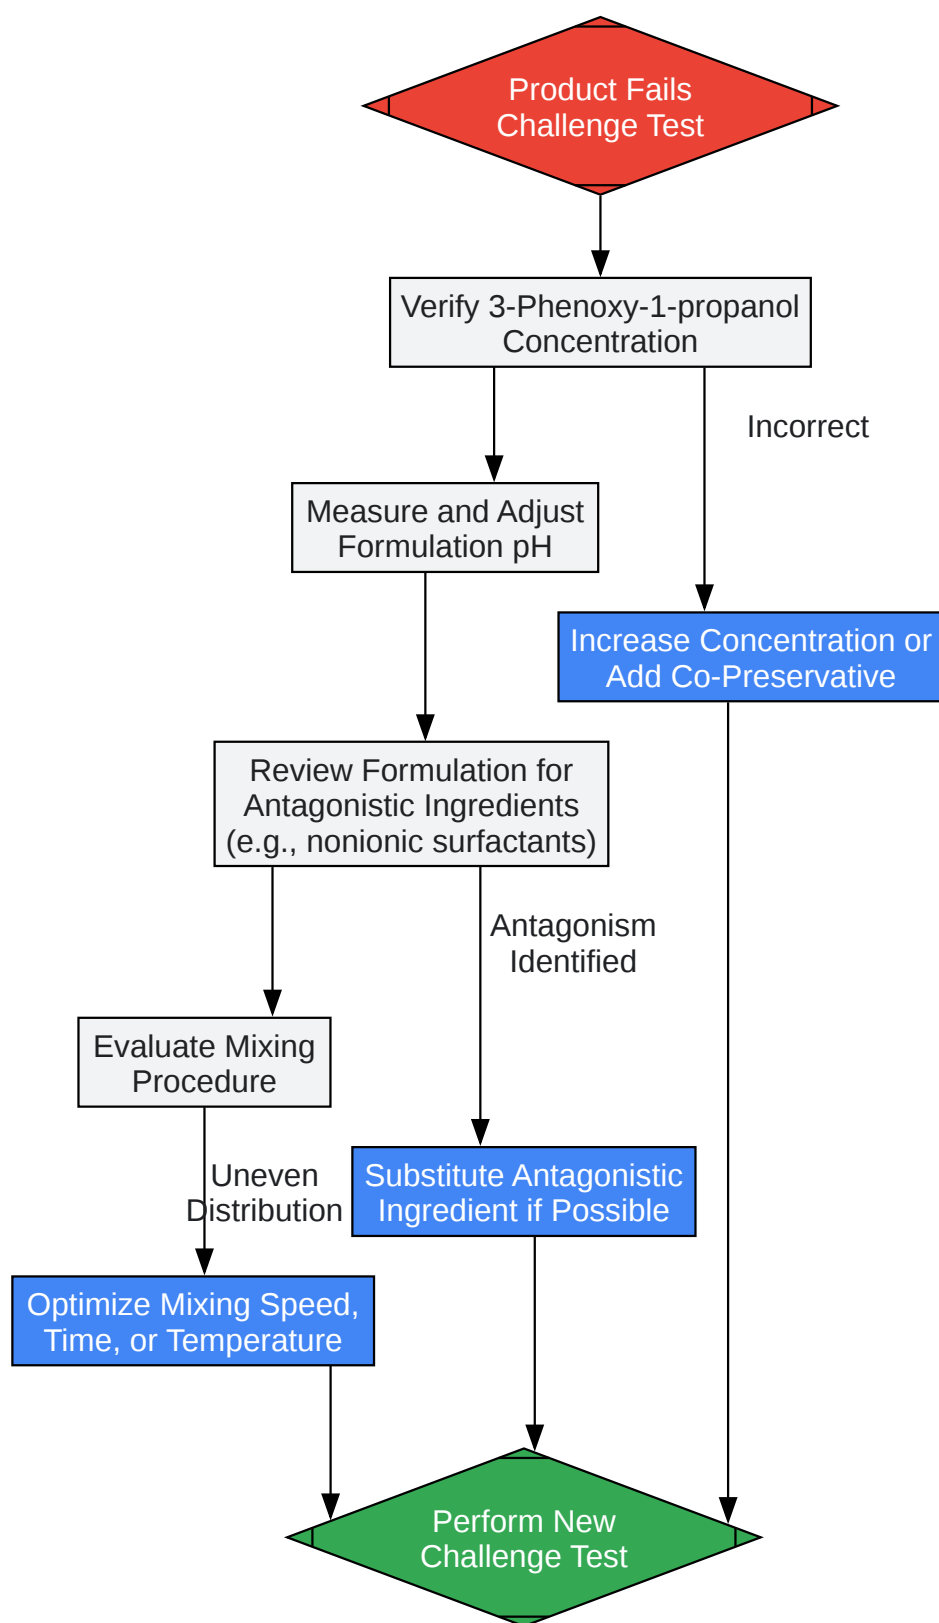 Product Fails
Challenge Test
Verify 3-Phenoxy-1-propanol
Concentration
Incorrect
Measure and Adjust
Formulation pH
Increase Concentration or
Add Co-Preservative
Review Formulation for
Antagonistic Ingredients
(e.g., nonionic surfactants)
Antagonism
Identified
Evaluate Mixing
Procedure
Uneven
Distribution
Substitute Antagonistic
Ingredient if Possible
Optimize Mixing Speed,
Time, or Temperature
Perform New
Challenge Test